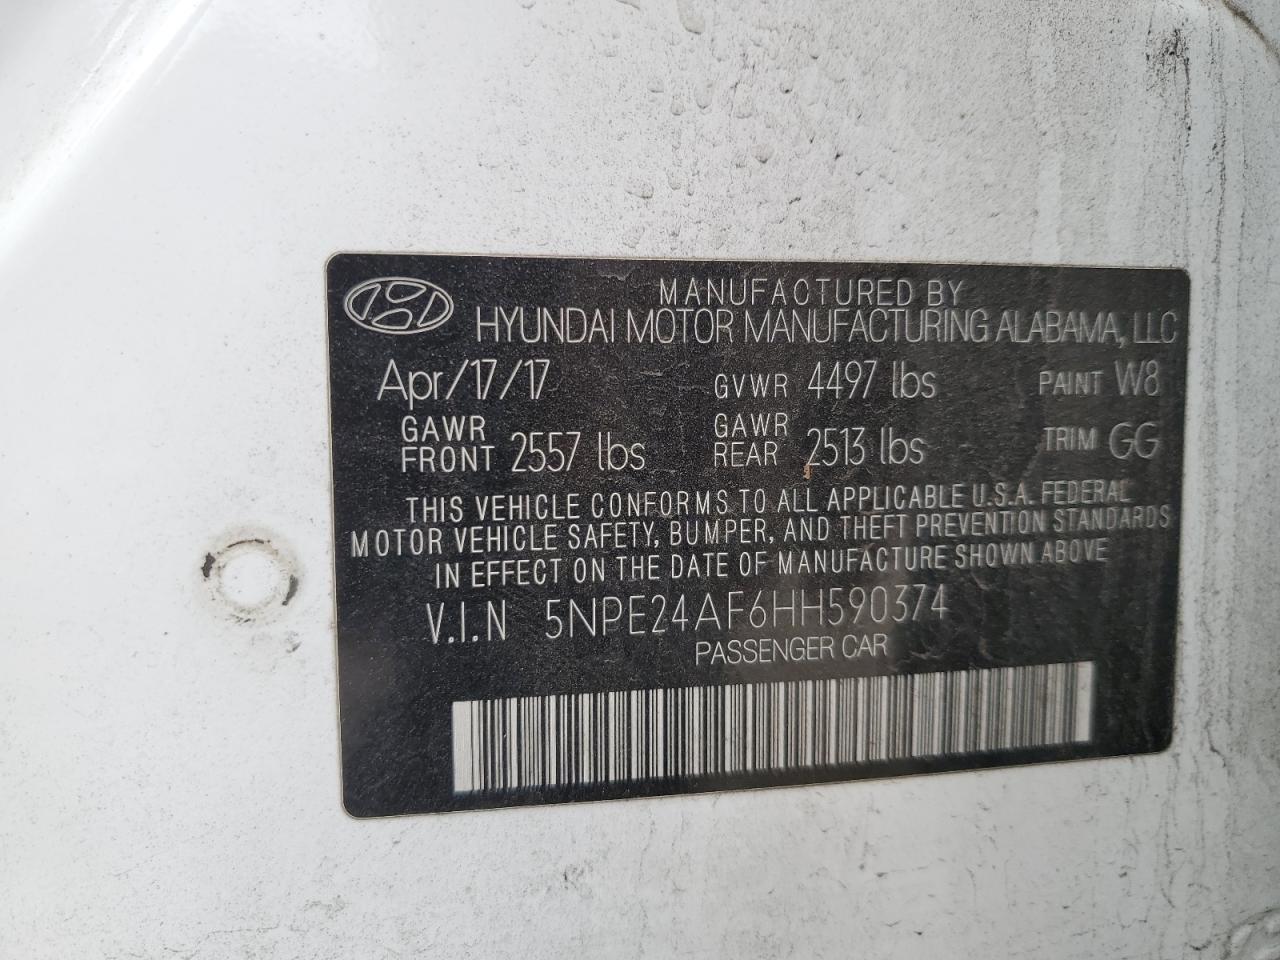 MANUFACTURED BY
HYUNDAI MOTOR MANUFACTURING ALABAMA, LLC
Apr/17/17 GVWR 4497 lbs PAINT W8
GAWR FRONT 2557 lbs GAWR REAR 2513 lbs TRIM GG
THIS VEHICLE CONFORMS TO ALL APPLICABLE U.S.A. FEDERAL
MOTOR VEHICLE SAFETY, BUMPER, AND THEFT PREVENTION STANDARDS
IN EFFECT ON THE DATE OF MANUFACTURE SHOWN ABOVE
V.I.N 5NPE24AF6HH590374
PASSENGER CAR